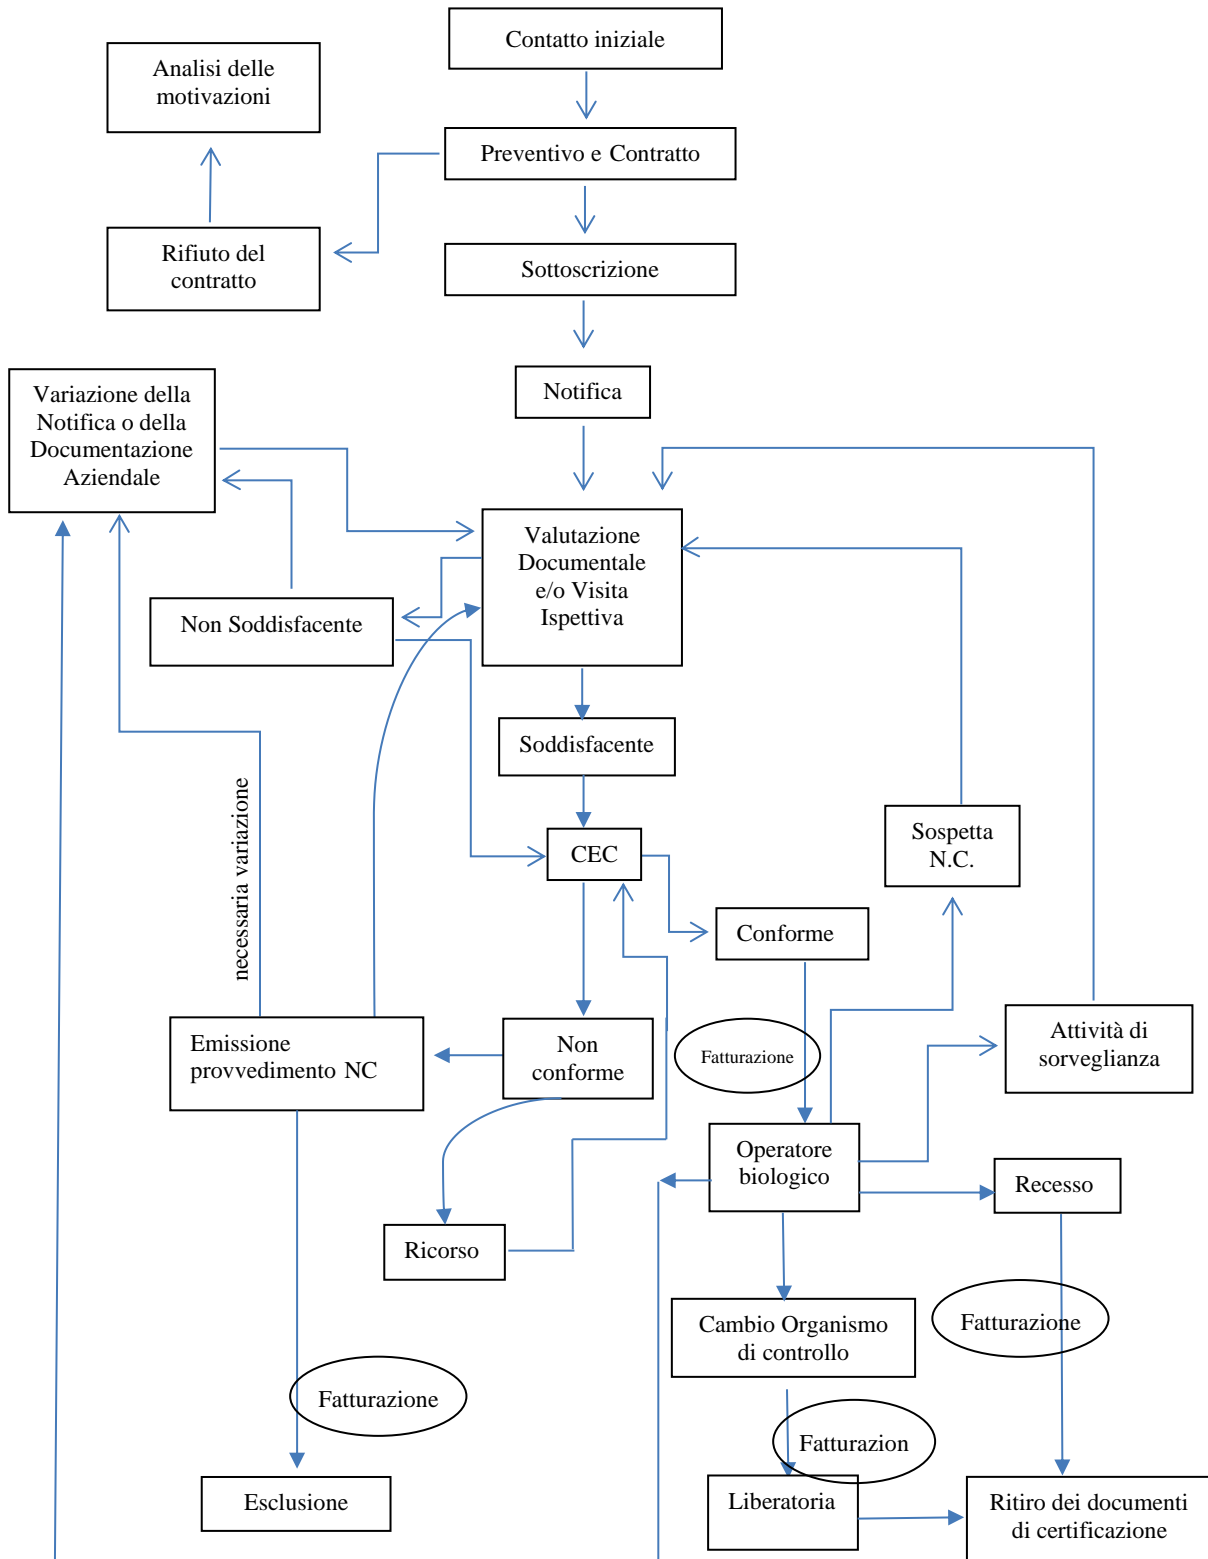 Contatto iniziale
Analisi delle
motivazioni
Preventivo e Contratto
Rifiuto del
contratto
Sottoscrizione
Notifica
Variazione della
Notifica o della
Documentazione
Aziendale
Valutazione
Documentale
e/o Visita
Ispettiva
Non Soddisfacente
Soddisfacente
necessaria variazione
CEC
Sospetta
N.C.
Conforme
Emissione
provvedimento NC
Non
conforme
Fatturazione
Attività di
sorveglianza
Operatore
biologico
Recesso
Ricorso
Cambio Organismo
di controllo
Fatturazione
Fatturazione
Fatturazion
Esclusione
Liberatoria
Ritiro dei documenti
di certificazione